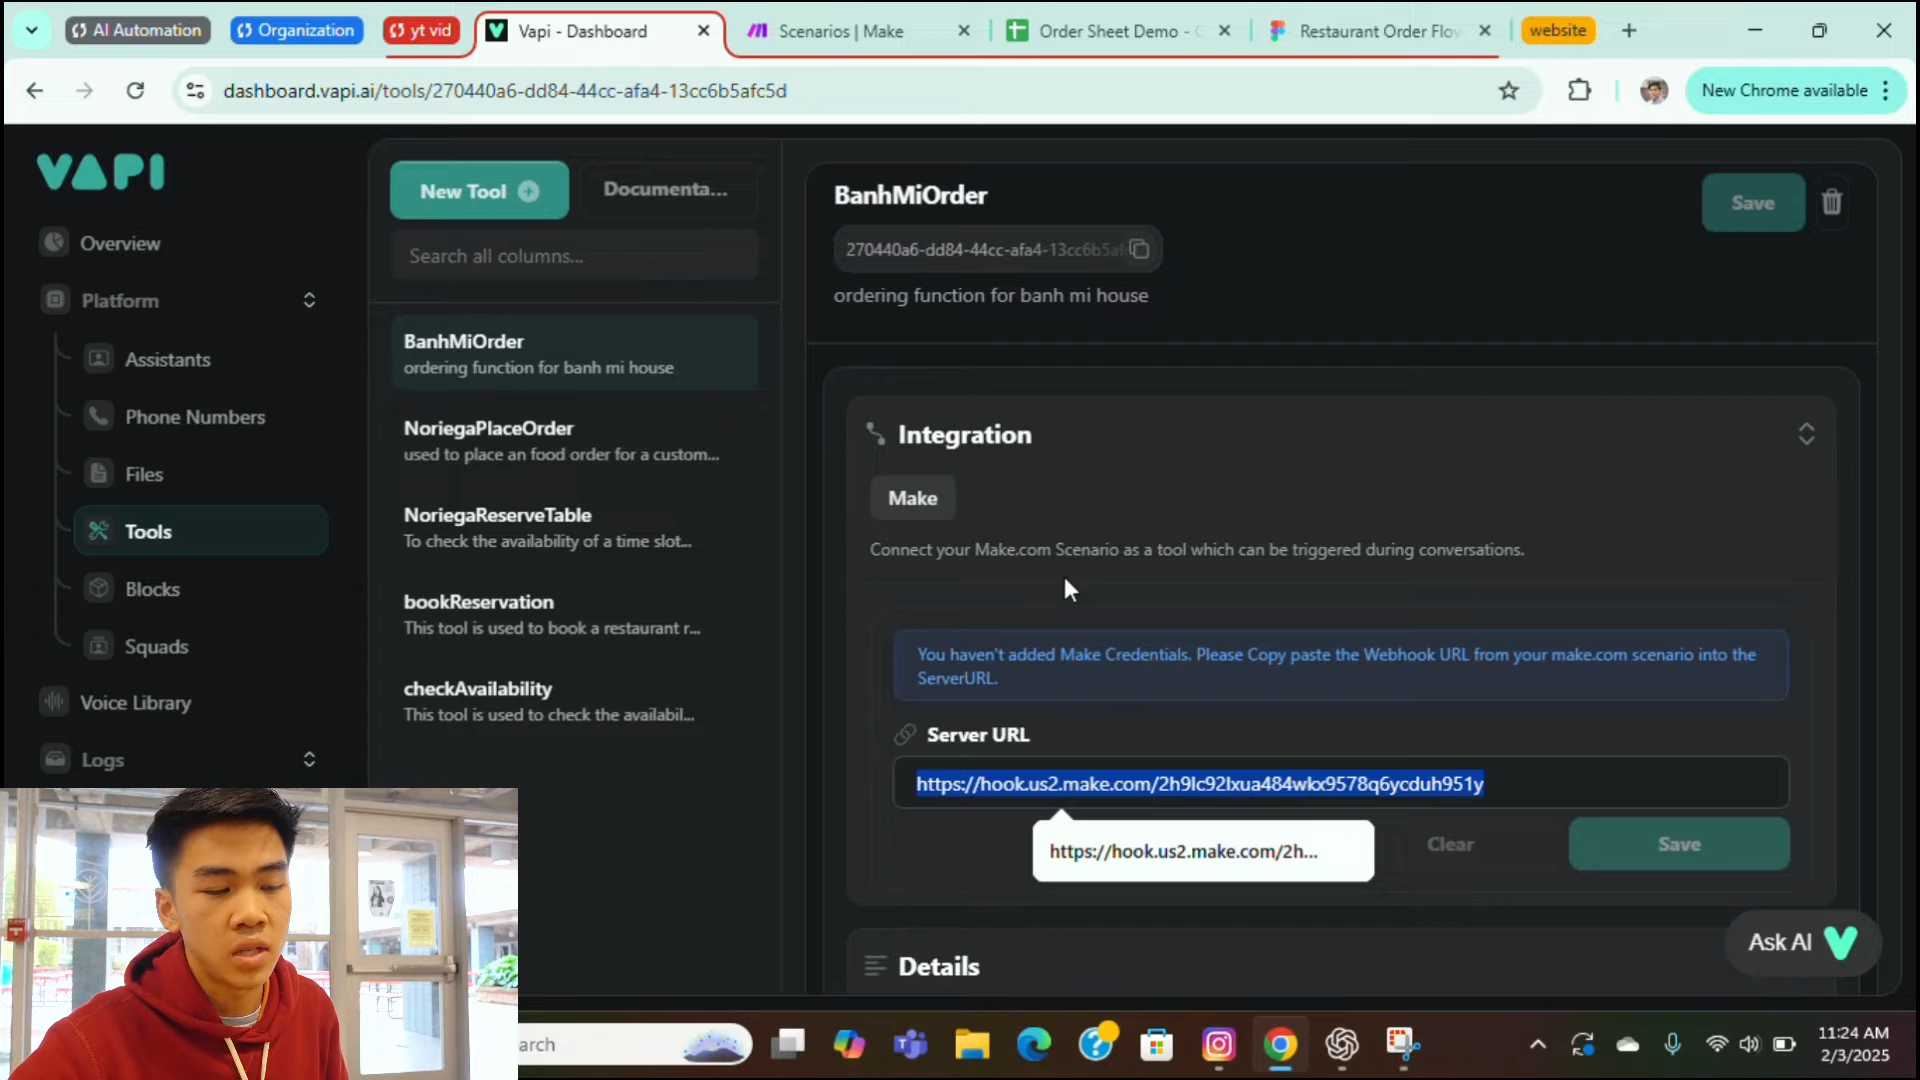 AI Automation
Organization
yt vid
Vapi - Dashboard
Scenarios | Make
Order Sheet Demo -
Restaurant Order Flow
website
dashboard.vapi.ai/tools/270440a6-dd84-44cc-afa4-13cc6b5afc5d
New Chrome available
VAPI
Overview
Platform
Assistants
Phone Numbers
Files
Tools
Blocks
Squads
Voice Library
Logs
New Tool
Documenta...
Search all columns...
BanhMiOrder
ordering function for banh mi house
NoriegaPlaceOrder
used to place an food order for a custom...
NoriegaReserveTable
To check the availability of a time slot...
bookReservation
This tool is used to book a restaurant r...
checkAvailability
This tool is used to check the availabil...
BanhMiOrder
Save
270440a6-dd84-44cc-afa4-13cc6b5af
ordering function for banh mi house
Integration
Make
Connect your Make.com Scenario as a tool which can be triggered during conversations.
You haven't added Make Credentials. Please Copy paste the Webhook URL from your make.com scenario into the
ServerURL.
Server URL
https://hook.us2.make.com/2h9lc92lxua484wkx9578q6ycduh951y
https://hook.us2.make.com/2h...
Clear
Save
Ask AI
Details
arch
11:24 AM
2/3/2025